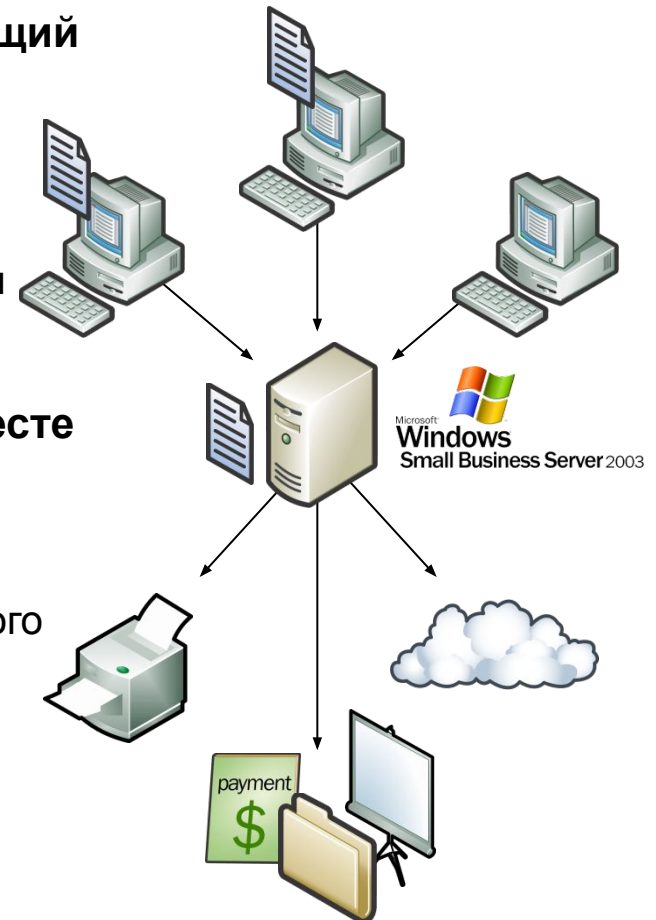 щий
и
Microsoft
Windows
Small Business Server 2003
есте
ого
payment
$